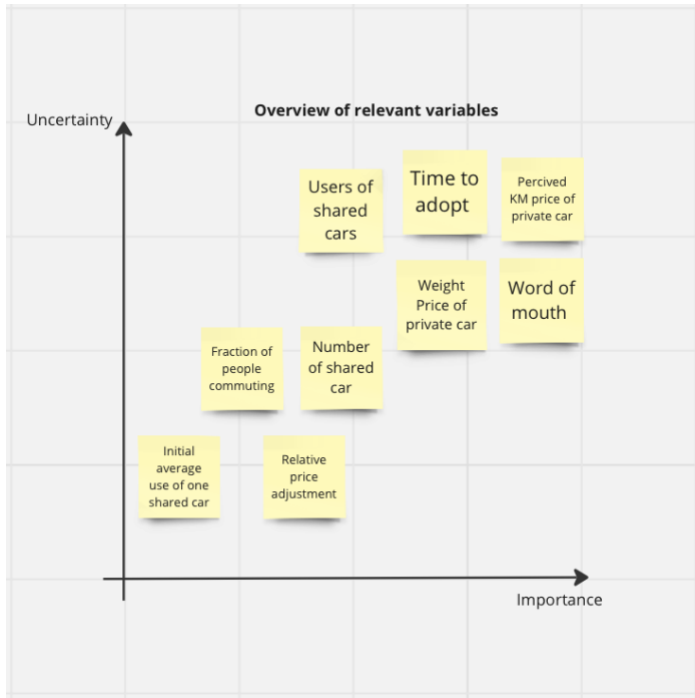 Overview of relevant variables
Uncertainty
Users of
shared
cars
Time to
adopt
Percived
KM price of
private car
Weight
Price of
private car
Word of
mouth
Fraction of
people
commuting
Number
of shared
car
Initial
average
use of one
shared car
Relative
price
adjustment
Importance